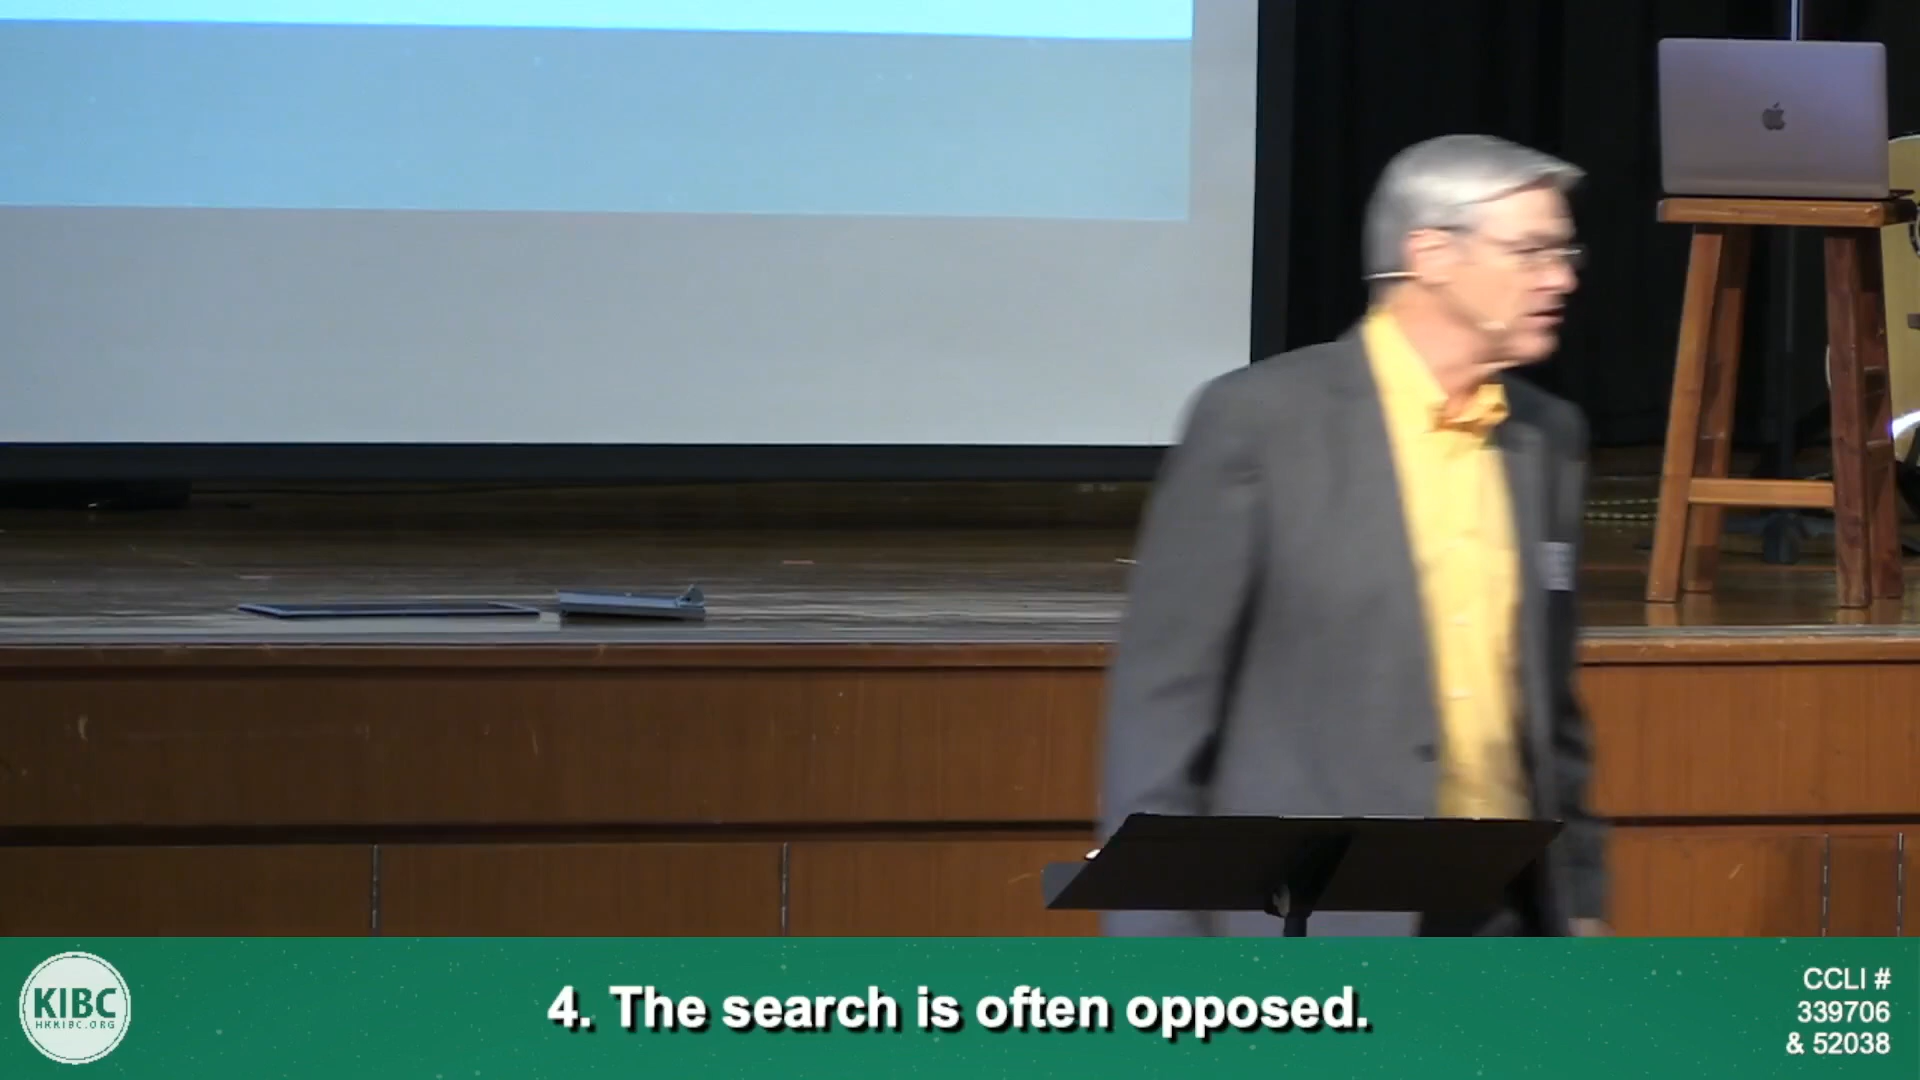 4. The search is often opposed.
KIBC
HKKIBC.ORG
CCLI #
339706
& 52038